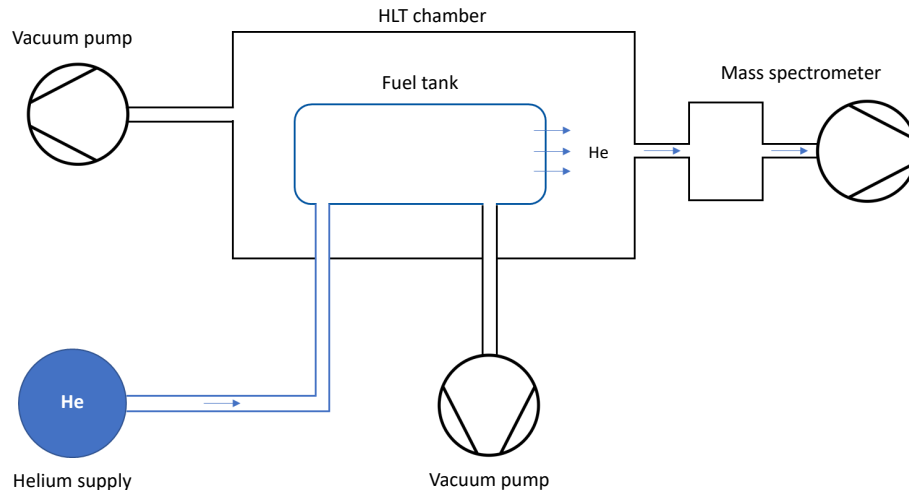 HLT chamber
Vacuum pump
Fuel tank
Mass spectrometer
He
He
Helium supply
Vacuum pump